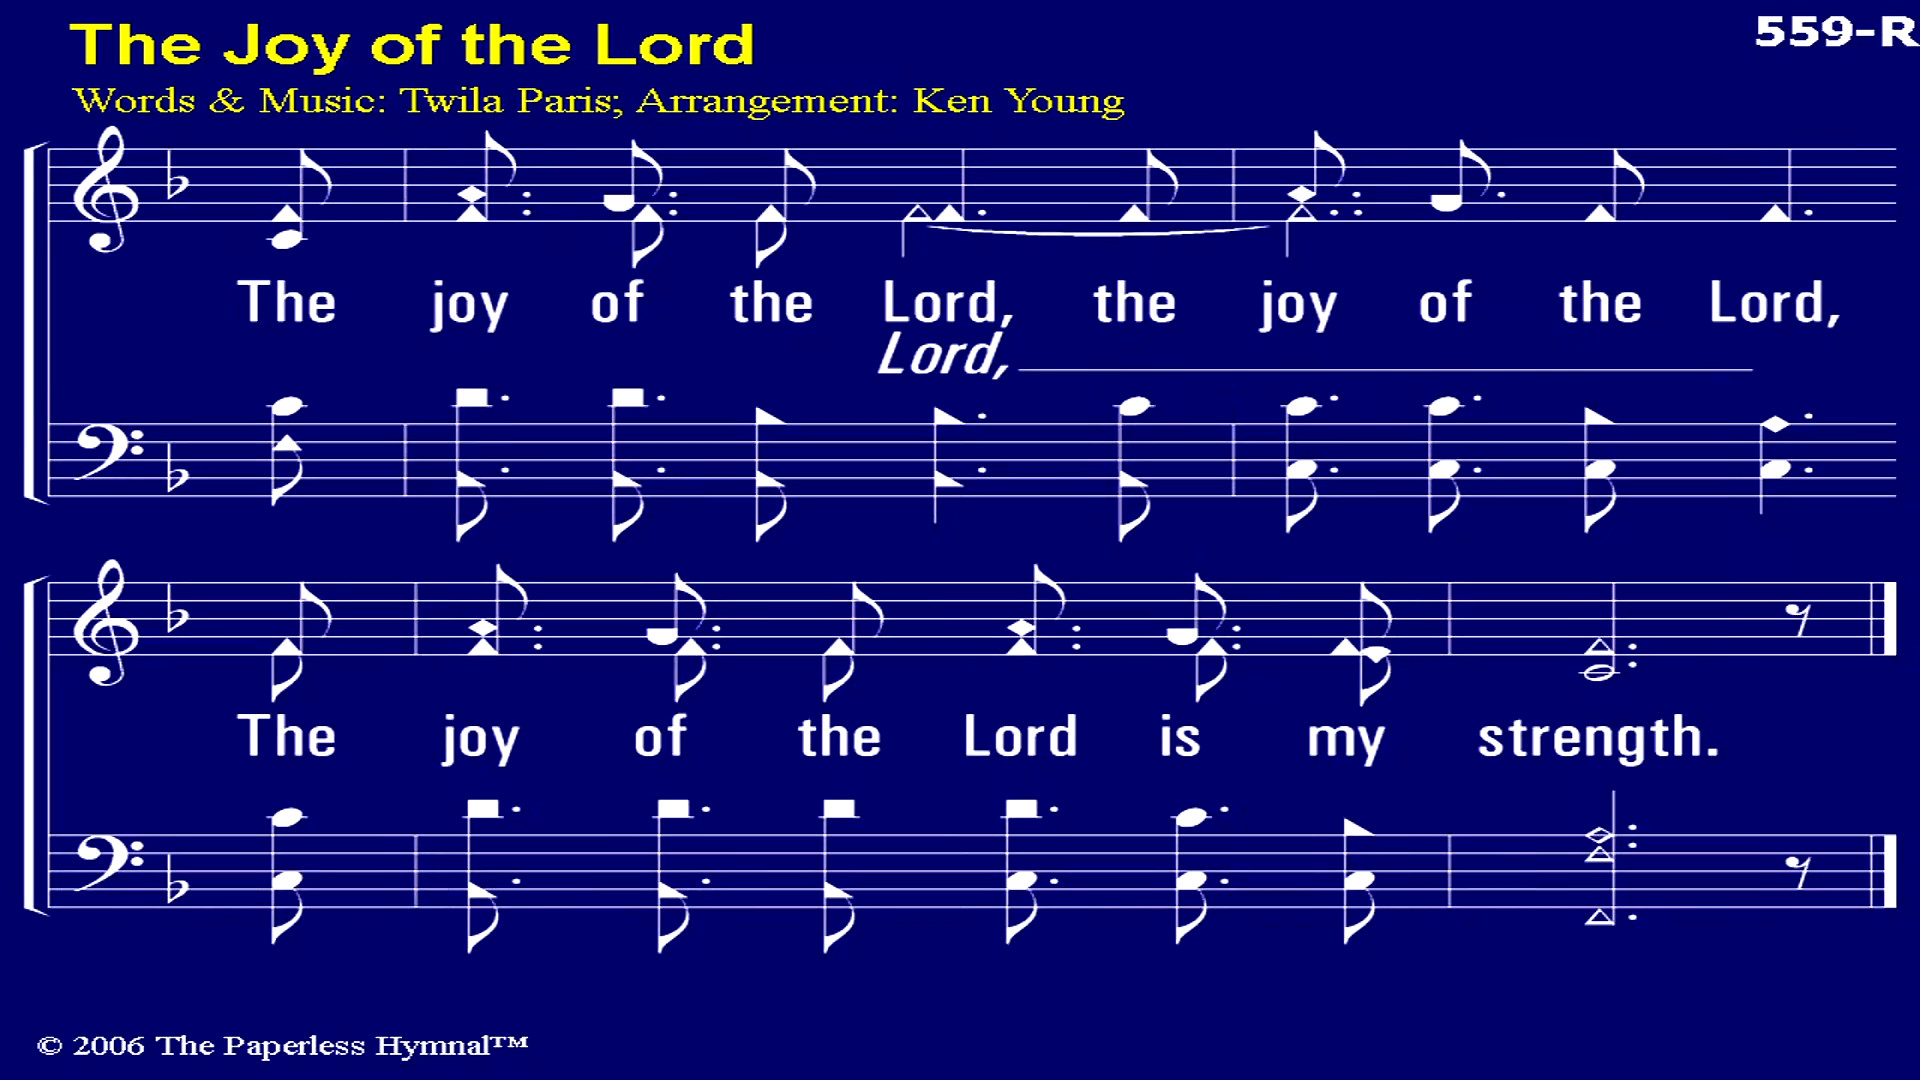 The Joy of the Lord
559-R
Words & Music: Twila Paris; Arrangement: Ken Young
The joy of the Lord, the joy of the Lord,
Lord,
The joy of the Lord is my strength.
© 2006 The Paperless Hymnal™